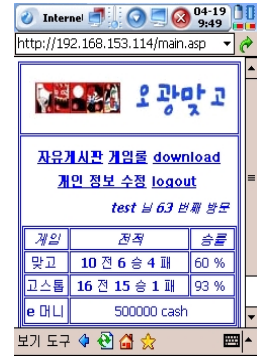 Internet
04-19
9:49
http://192.168.153.114/main.asp
오광맞고
자유게시판 게임룰 download
개인 정보 수정 logout
test 님 63 번째 방문
게임 전적 승률
맞고 10 전 6 승 4 패 60 %
고스톱 16 전 15 승 1 패 93 %
e 머니 500000 cash
보기 도구